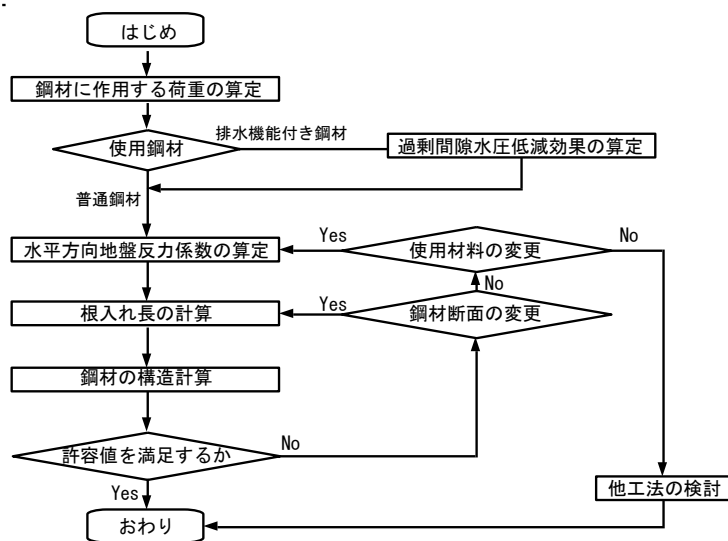 はじめ
鋼材に作用する荷重の算定
使用鋼材
排水機能付き鋼材
過剰間隙水圧低減効果の算定
普通鋼材
水平方向地盤反力係数の算定
Yes
使用材料の変更
No
No
根入れ長の計算
Yes
鋼材断面の変更
鋼材の構造計算
許容値を満足するか
No
Yes
他工法の検討
おわり